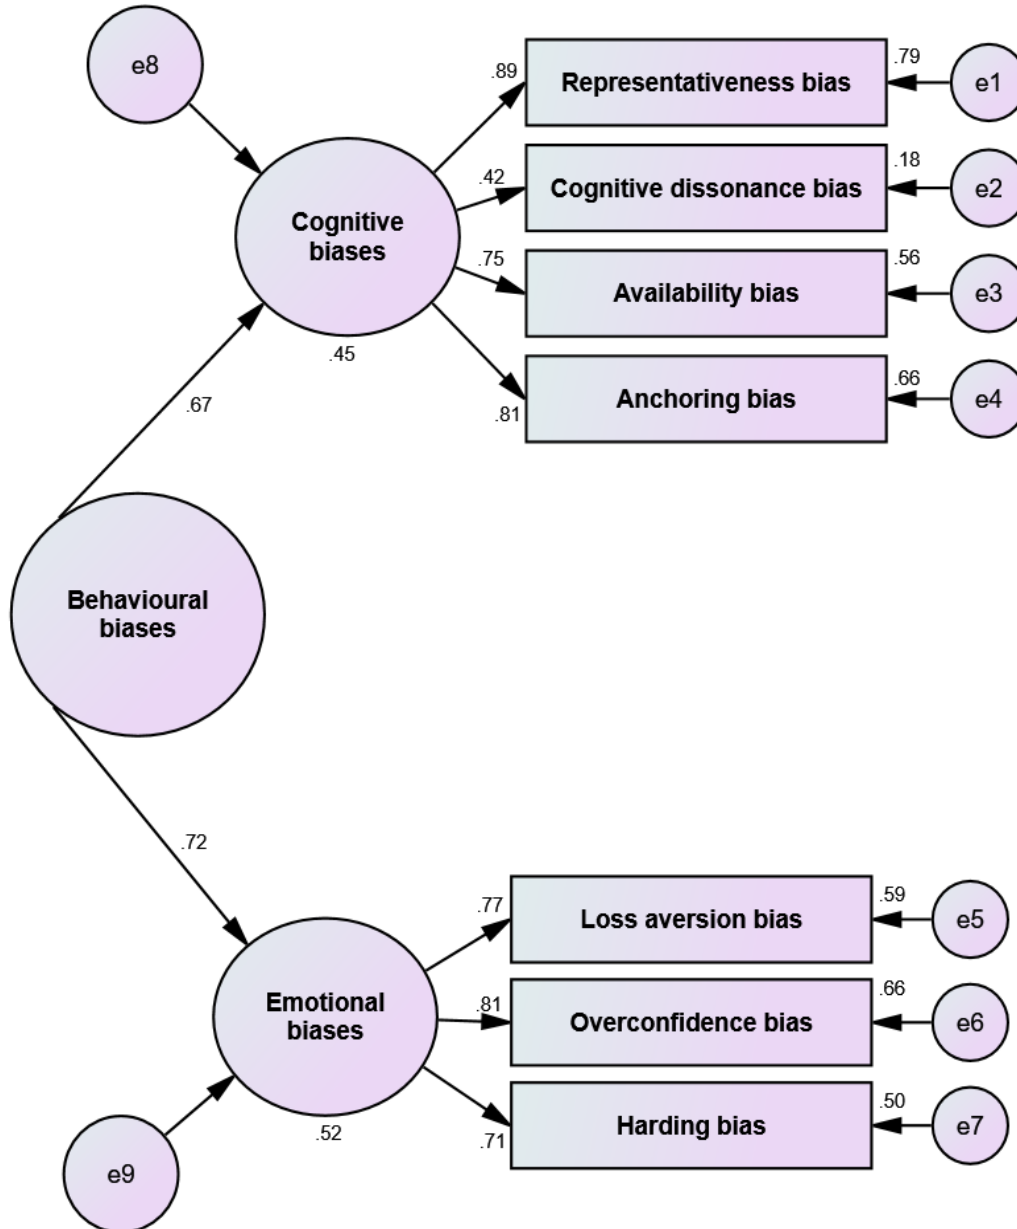 e8
.89
Representativeness bias
.79
e1
.42
Cognitive dissonance bias
.18
e2
Cognitive
biases
.45
.75
Availability bias
.56
e3
.81
Anchoring bias
.66
e4
.67
Behavioural
biases
.72
Emotional
biases
.52
.77
Loss aversion bias
.59
e5
.81
Overconfidence bias
.66
e6
.71
Harding bias
.50
e7
e9